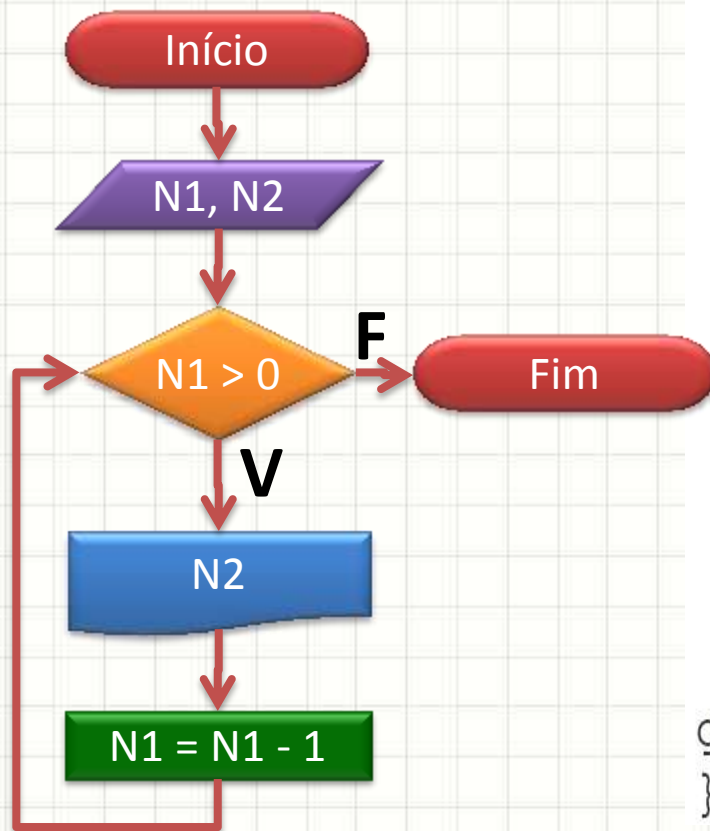 Início
N1, N2
N1 > 0
F
Fim
V
N2
N1 = N1 - 1